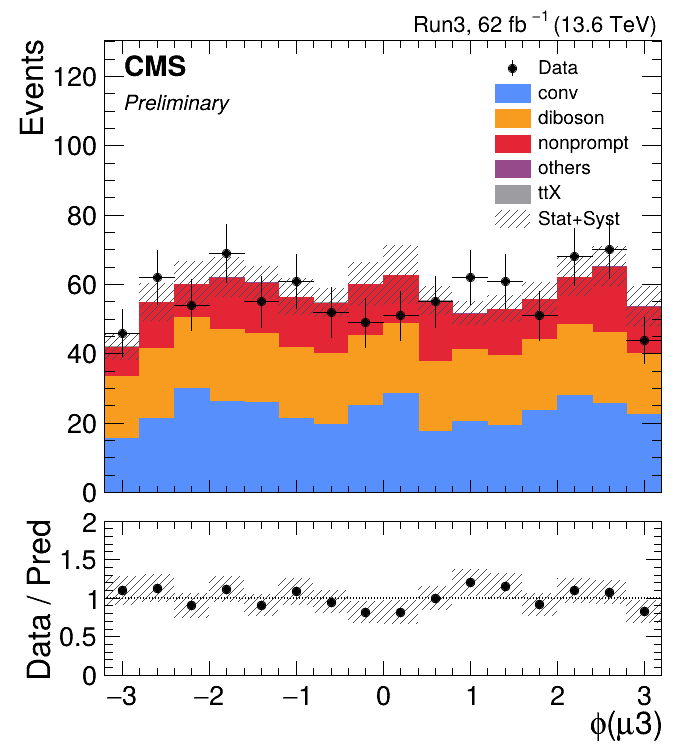 Run3, 62 fb⁻¹ (13.6 TeV)
Events
CMS
Preliminary
Data
conv
diboson
nonprompt
others
ttX
Stat+Syst
120
100
80
60
40
20
0
Data / Pred
2
1.5
1
0.5
0
−3 −2 −1 0 1 2 3
ϕ(μ3)